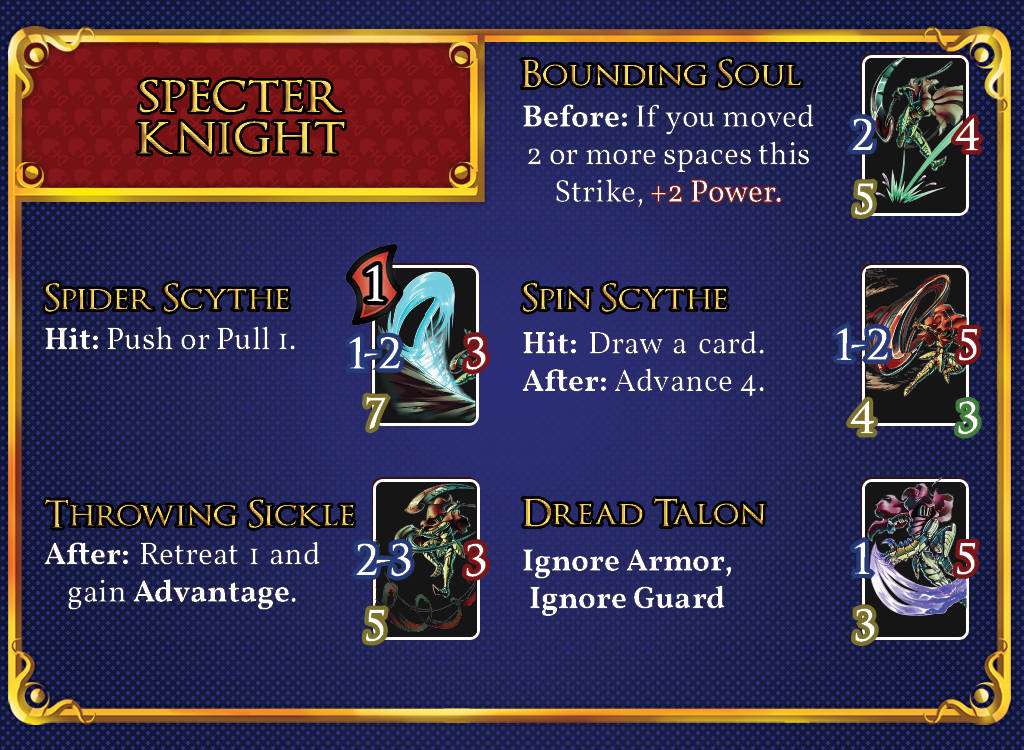 SPECTER
KNIGHT
BOUNDING SOUL
Before: If you moved
2 or more spaces this
Strike, +2 Power.
2
4
5
SPIDER SCYTHE
Hit: Push or Pull 1.
1
1-2
3
7
SPIN SCYTHE
Hit: Draw a card.
After: Advance 4.
1-2
5
4
3
THROWING SICKLE
After: Retreat 1 and
gain Advantage.
2-3
3
5
DREAD TALON
Ignore Armor,
Ignore Guard
1
5
3